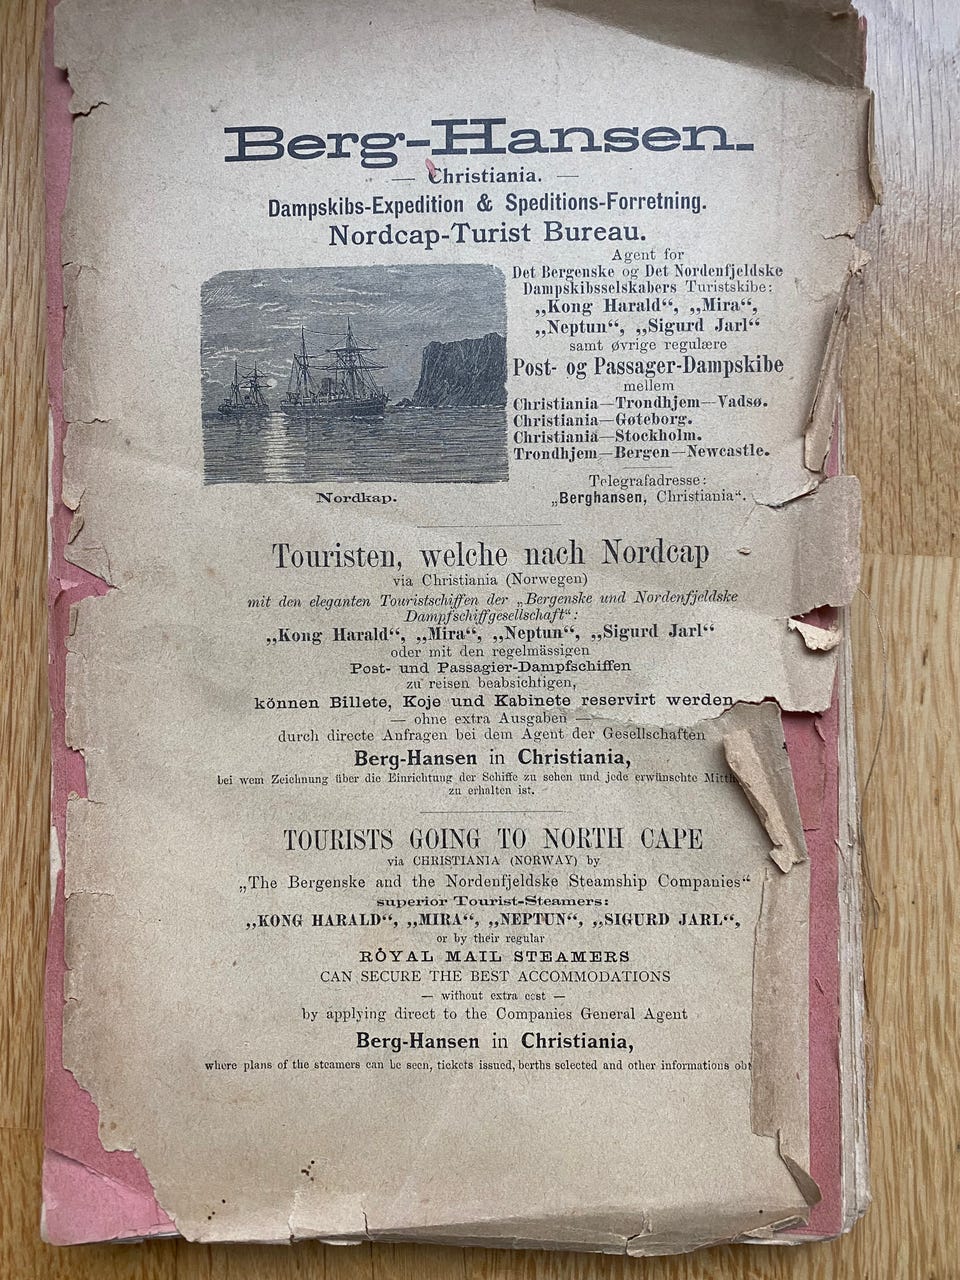 Berg-Hansen.
— Christiania. —
Dampskibs-Expedition & Speditions-Forretning.
Nordcap-Turist Bureau.
Agent for
Det Bergenske og Det Nordenfjeldske
Dampskibsselskabers Turistskibe:
„Kong Harald“, „Mira“,
„Neptun“, „Sigurd Jarl“
samt øvrige regulære
Post- og Passager-Dampskibe
mellem
Christiania—Trondhjem—Vadsø.
Christiania—Gøteborg.
Christiania—Stockholm.
Trondhjem—Bergen—Newcastle.
Telegrafadresse:
„Berghansen, Christiania“.
Nordkap.
Touristen, welche nach Nordcap
via Christiania (Norwegen)
mit den eleganten Touristschiffen der „Bergenske und Nordenfjeldske
Dampfschiffgesellschaft“:
„Kong Harald“, „Mira“, „Neptun“, „Sigurd Jarl“
oder mit den regelmässigen
Post- und Passagier-Dampfschiffen
zu reisen beabsichtigen,
können Billete, Koje und Kabinete reservirt werden
— ohne extra Ausgaben —
durch directe Anfragen bei dem Agent der Gesellschaften
Berg-Hansen in Christiania,
bei wem Zeichnung über die Einrichtung der Schiffe zu sehen und jede erwünschte
zu erhalten ist.
TOURISTS GOING TO NORTH CAPE
via CHRISTIANIA (NORWAY) by
„The Bergenske and the Nordenfjeldske Steamship Companies“
superior Tourist-Steamers:
„KONG HARALD“, „MIRA“, „NEPTUN“, „SIGURD JARL“,
or by their regular
ROYAL MAIL STEAMERS
CAN SECURE THE BEST ACCOMMODATIONS
— without extra cost —
by applying direct to the Companies General Agent
Berg-Hansen in Christiania,
where plans of the steamers can be seen, tickets issued, berths selected and other informations